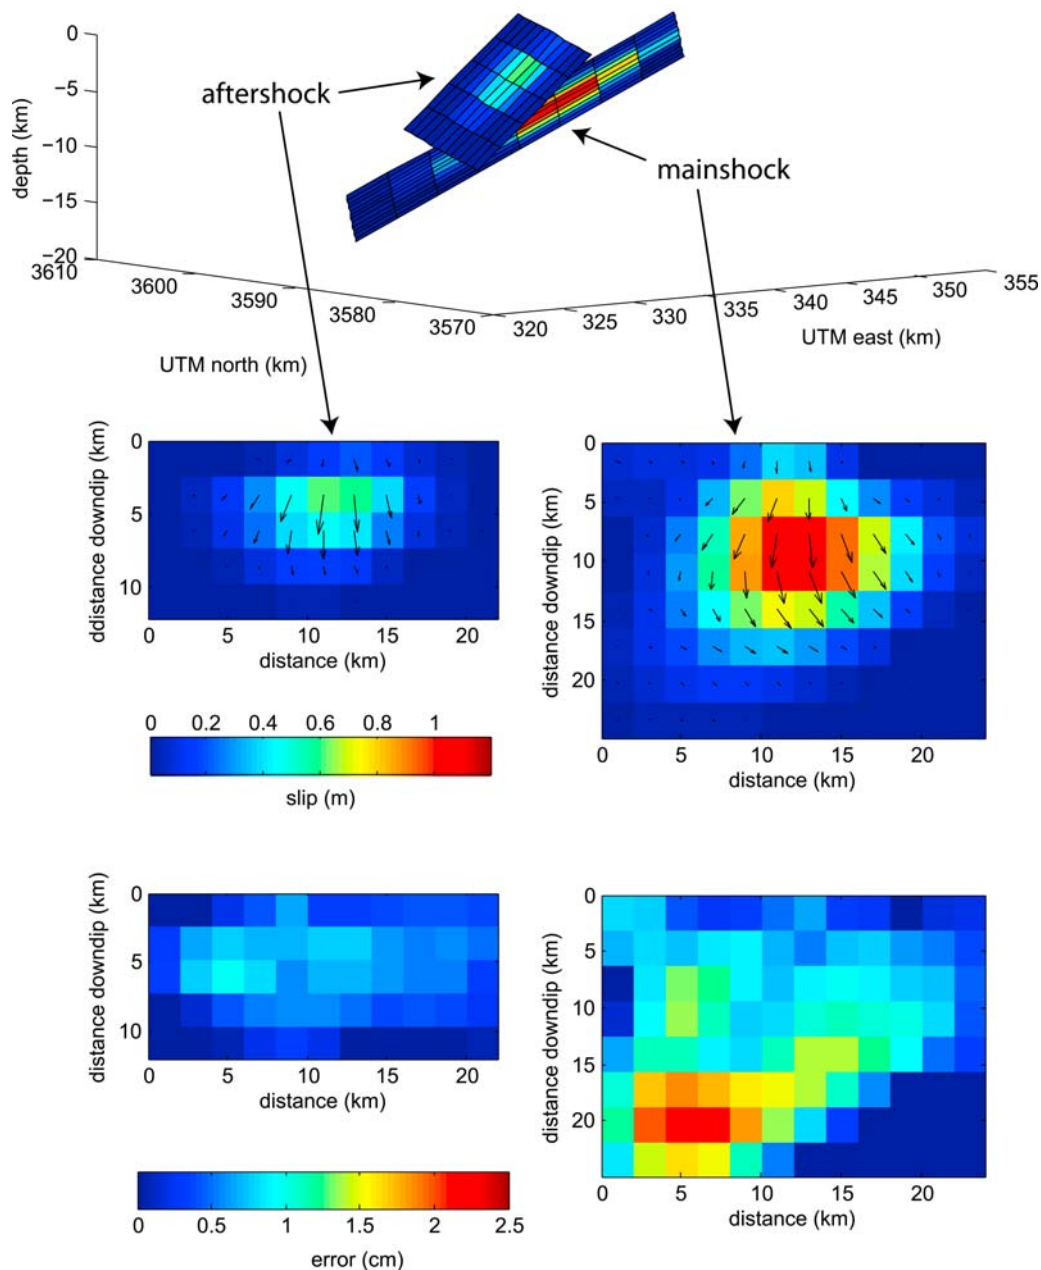 0
−5
−10
−15
−20
depth (km)
aftershock
mainshock
3610
3600
3590
3580
3570
UTM north (km)
320
325
330
335
340
345
350
355
UTM east (km)
0
5
10
ddistance downdip (km)
0 5 10 15 20
distance (km)
0
5
10
15
20
distance downdip (km)
0 5 10 15 20
distance (km)
0 0.2 0.4 0.6 0.8 1
slip (m)
0
5
10
distance downdip (km)
0 5 10 15 20
distance (km)
0
5
10
15
20
distance downdip (km)
0 5 10 15 20
distance (km)
0 0.5 1 1.5 2 2.5
error (cm)